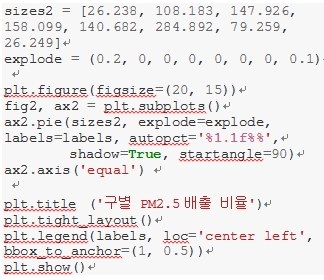 sizes2 = [26.238, 108.183, 147.926,
158.099, 140.682, 284.892, 79.259,
26.249]
explode = (0.2, 0, 0, 0, 0, 0, 0, 0.1)
plt.figure(figsize=(20, 15))
fig2, ax2 = plt.subplots()
ax2.pie(sizes2, explode=explode,
labels=labels, autopct='%1.1f%%',
shadow=True, startangle=90)
ax2.axis('equal')
plt.title ('구별 PM2.5 배출 비율')
plt.tight_layout()
plt.legend(labels, loc='center left',
bbox_to_anchor=(1, 0.5))
plt.show()